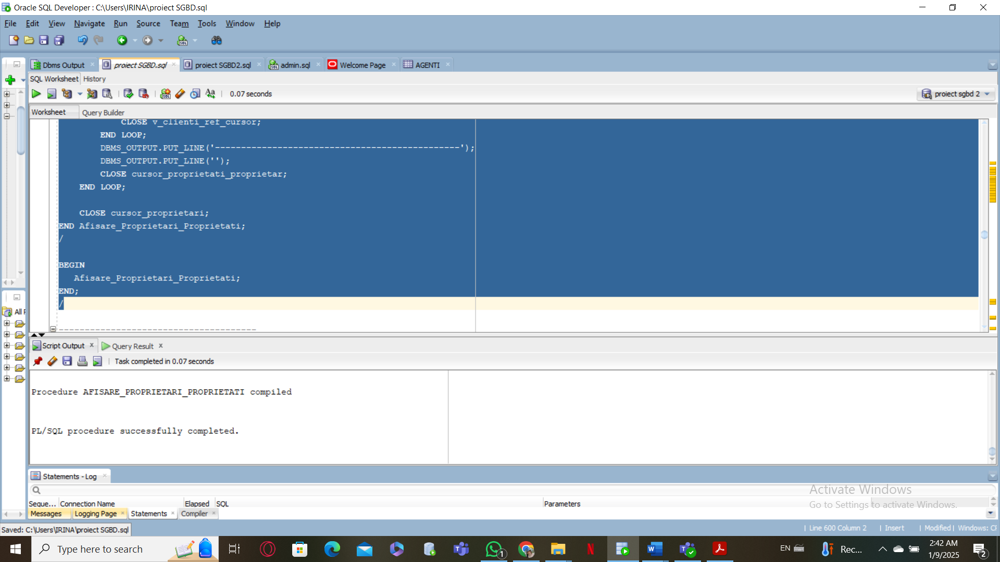 Oracle SQL Developer : C:\Users\IRINA\proiect SGBD.sql
File Edit View Navigate Run Source Team Tools Window Help
Dbms Output proiect SGBD.sql proiect SGBD2.sql admin.sql Welcome Page AGENTI
SQL Worksheet History
0.07 seconds
proiect sgbd 2
Worksheet Query Builder
CLOSE v_clienti_ref_cursor;
END LOOP;
DBMS_OUTPUT.PUT_LINE('-----------------------------------------------');
DBMS_OUTPUT.PUT_LINE('');
CLOSE cursor_proprietati_proprietar;
END LOOP;
CLOSE cursor_proprietari;
END Afisare_Proprietari_Proprietati;
/
BEGIN
Afisare_Proprietari_Proprietati;
END;
/
--------------------------------------
All
Script Output Query Result
Task completed in 0.07 seconds
Procedure AFISARE_PROPRIETARI_PROPRIETATI compiled
PL/SQL procedure successfully completed.
Statements - Log
Seque... Connection Name Elapsed SQL Parameters
Messages Logging Page Statements Compiler
Activate Windows
Go to Settings to activate Windows.
Saved: C:\Users\IRINA\proiect SGBD.sql
Line 600 Column 2 | Insert | Modified | Windows: CF
Type here to search
1
EN
Rec...
2:42 AM
1/9/2025
2